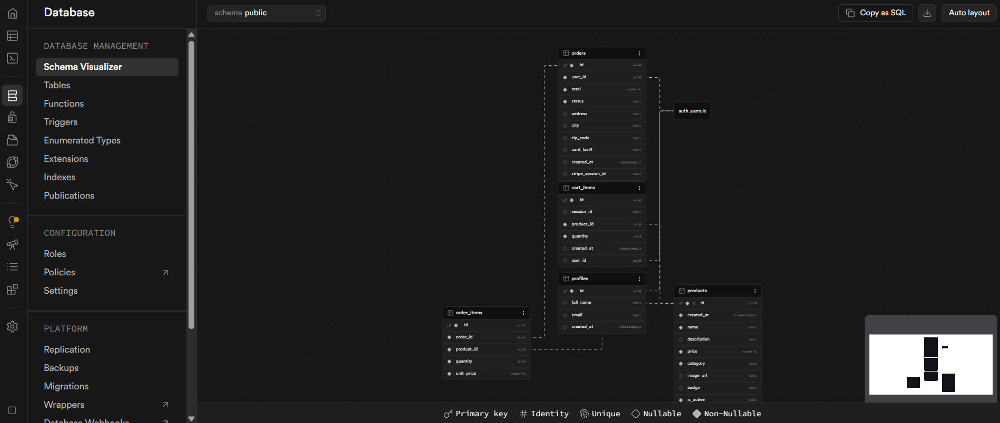 Database
schema public
Copy as SQL
Auto layout
DATABASE MANAGEMENT
Schema Visualizer
Tables
Functions
Triggers
Enumerated Types
Extensions
Indexes
Publications
CONFIGURATION
Roles
Policies
Settings
PLATFORM
Replication
Backups
Migrations
Wrappers
Database Webhooks
orders
id uuid
user_id uuid
total numeric
status text
address text
city text
zip_code text
card_last4 text
created_at timestamptz
stripe_session_id text
auth.users.id
cart_items
id uuid
session_id text
product_id int8
quantity int4
created_at timestamptz
user_id uuid
profiles
id uuid
full_name text
email text
created_at timestamptz
order_items
id uuid
order_id uuid
product_id int8
quantity int4
unit_price numeric
products
id int8
created_at timestamptz
name text
description text
price numeric
category text
image_url text
badge text
is_active bool
Primary key
Identity
Unique
Nullable
Non-Nullable